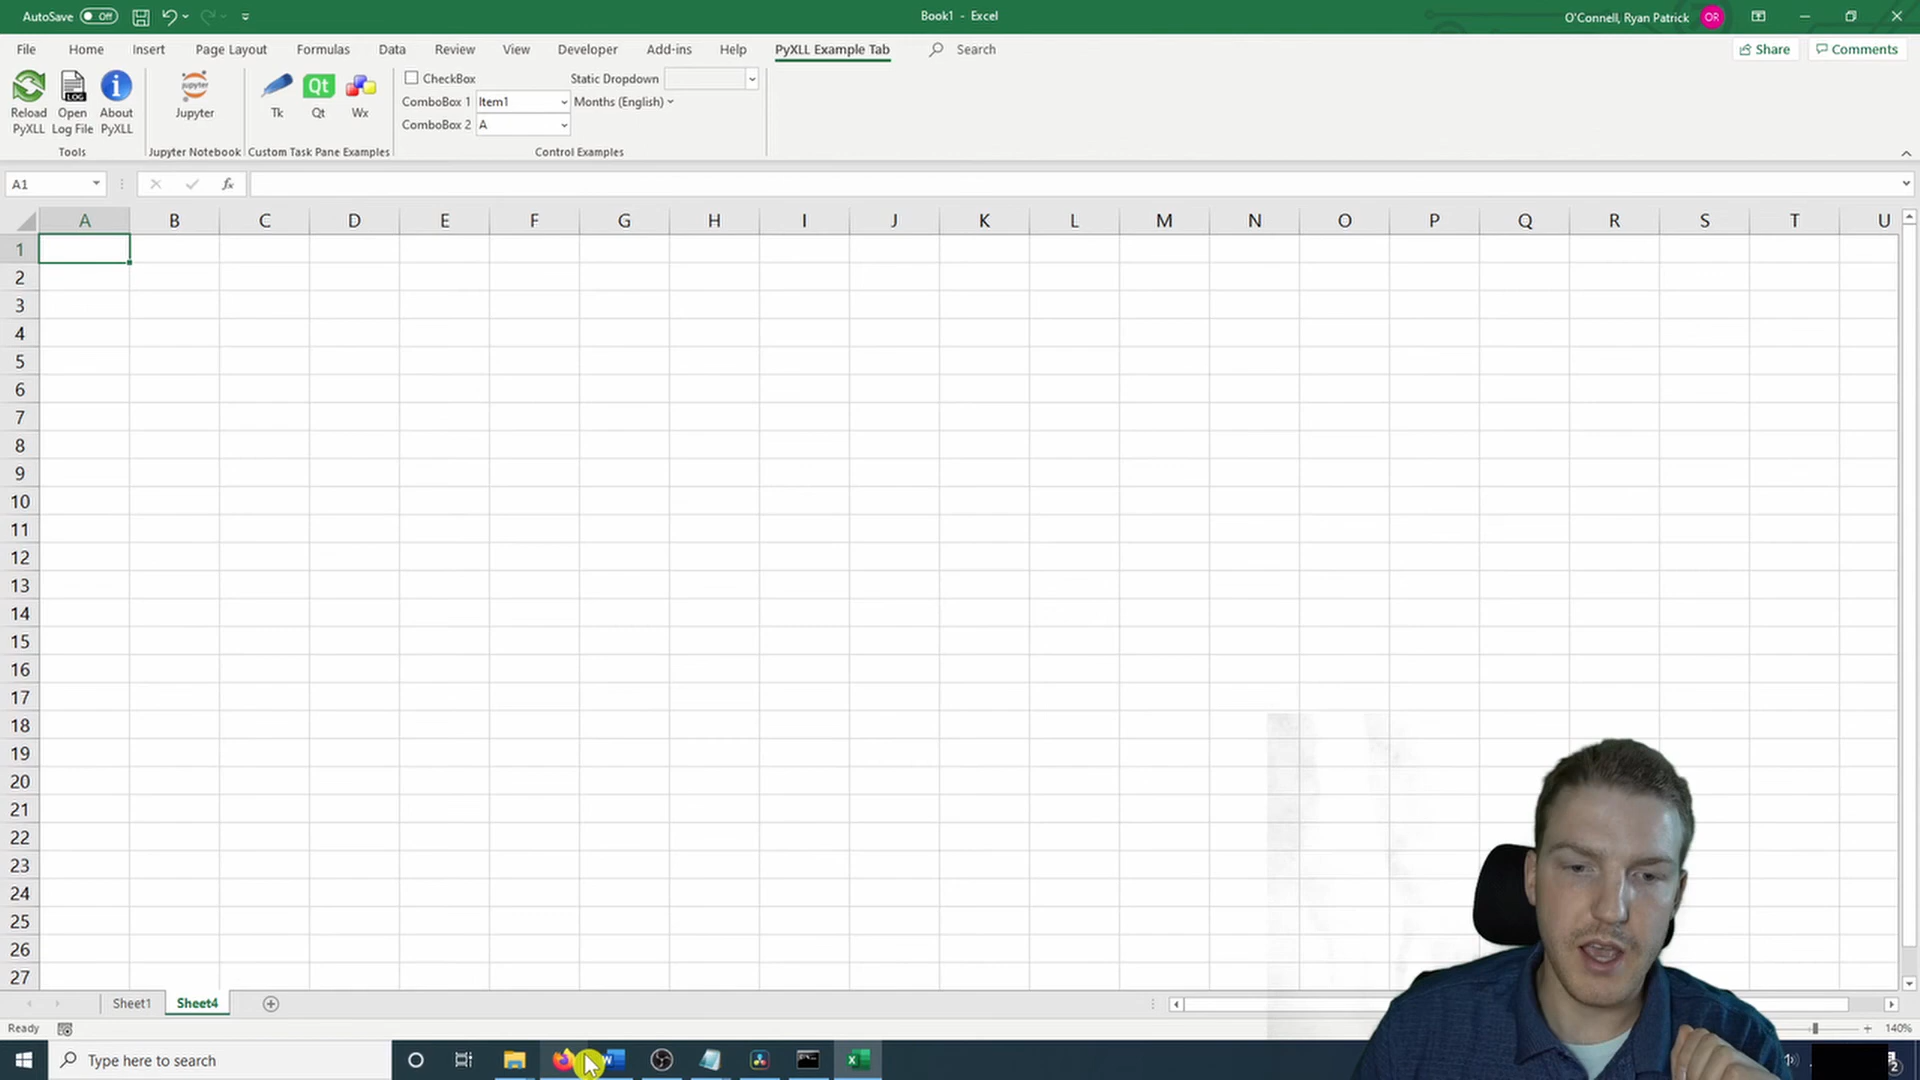 AutoSave Off
Book1 - Excel
O'Connell, Ryan Patrick OR
File Home Insert Page Layout Formulas Data Review View Developer Add-ins Help PyXLL Example Tab Search Share Comments
Reload PyXLL
Open Log File
About PyXLL
Tools
Jupyter
Jupyter Notebook
Tk
Qt Qt
Wx
Custom Task Pane Examples
CheckBox Static Dropdown
ComboBox 1 Item1 Months (English)
ComboBox 2 A
Control Examples
A1 fx
A B C D E F G H I J K L M N O P Q R S T U
1
2
3
4
5
6
7
8
9
10
11
12
13
14
15
16
17
18
19
20
21
22
23
24
25
26
27
Sheet1 Sheet4
Ready 140%
Type here to search